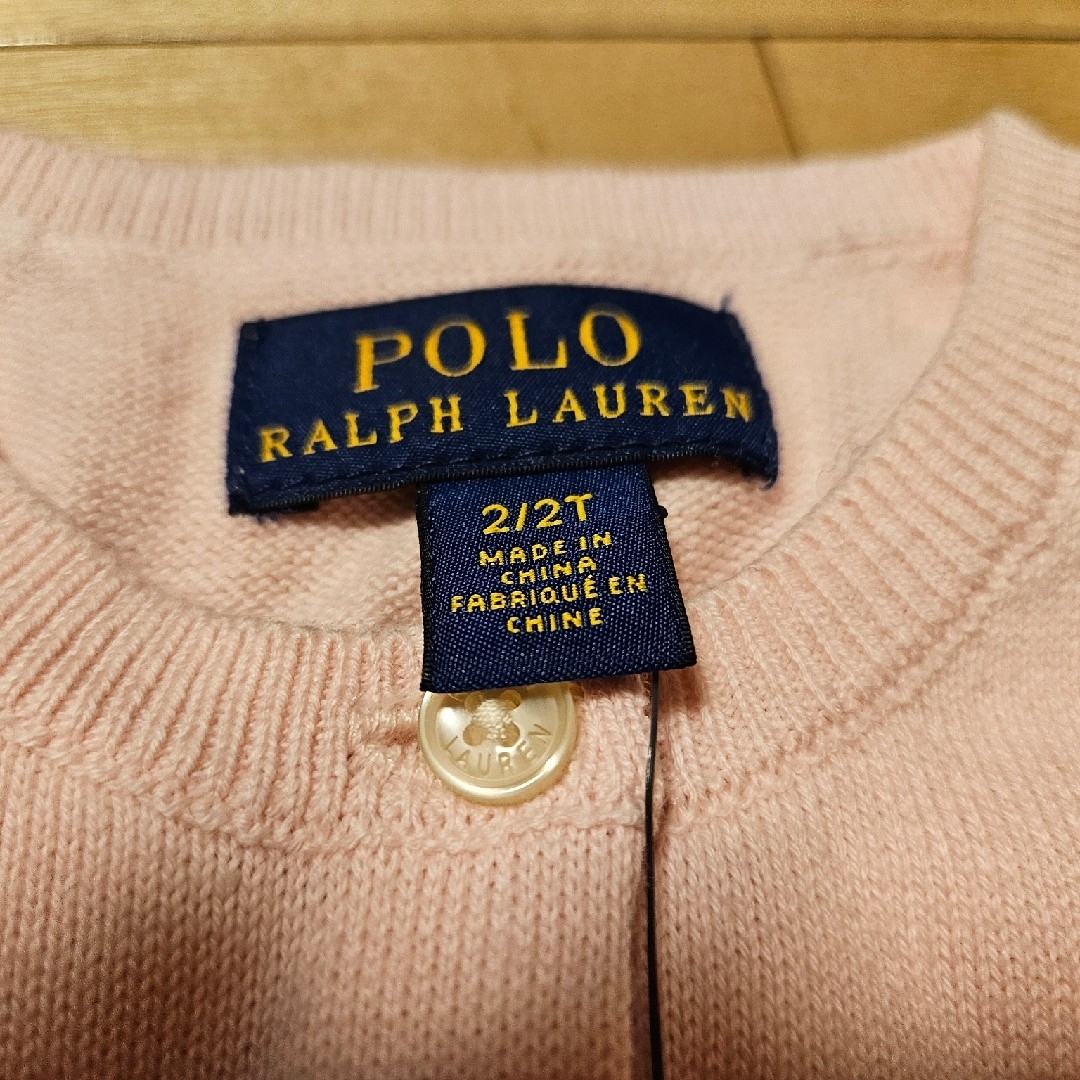 POLO
RALPH LAUREN
2/2T
MADE IN
CHINA
FABRIQUÉ EN
CHINE
LAUREN